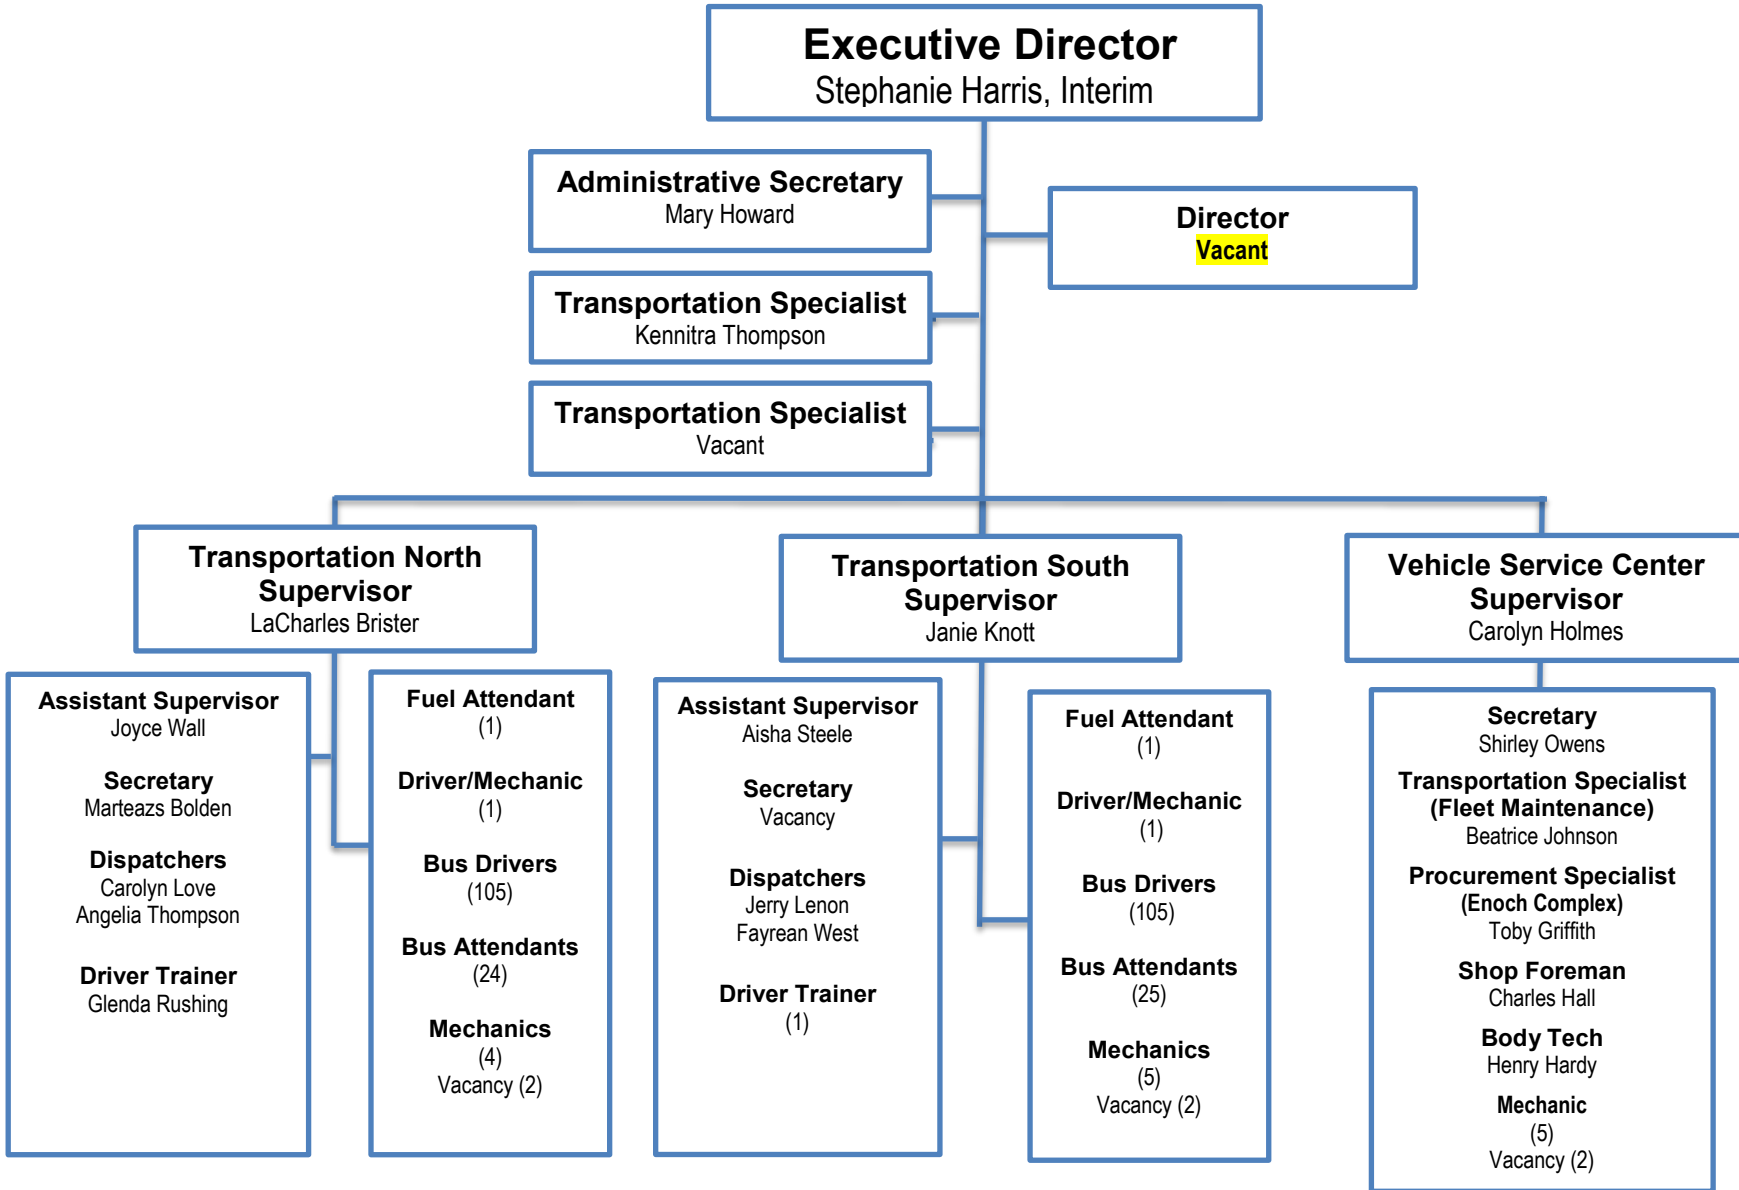 Executive Director
Stephanie Harris, Interim
Administrative Secretary
Mary Howard
Director
Vacant
Transportation Specialist
Kennitra Thompson
Transportation Specialist
Vacant
Transportation North
Supervisor
LaCharles Brister
Transportation South
Supervisor
Janie Knott
Vehicle Service Center
Supervisor
Carolyn Holmes
Assistant Supervisor
Joyce Wall
Secretary
Marteazs Bolden
Dispatchers
Carolyn Love
Angelia Thompson
Driver Trainer
Glenda Rushing
Fuel Attendant
(1)
Driver/Mechanic
(1)
Bus Drivers
(105)
Bus Attendants
(24)
Mechanics
(4)
Vacancy (2)
Assistant Supervisor
Aisha Steele
Secretary
Vacancy
Dispatchers
Jerry Lenon
Fayrean West
Driver Trainer
(1)
Fuel Attendant
(1)
Driver/Mechanic
(1)
Bus Drivers
(105)
Bus Attendants
(25)
Mechanics
(5)
Vacancy (2)
Secretary
Shirley Owens
Transportation Specialist
(Fleet Maintenance)
Beatrice Johnson
Procurement Specialist
(Enoch Complex)
Toby Griffith
Shop Foreman
Charles Hall
Body Tech
Henry Hardy
Mechanic
(5)
Vacancy (2)